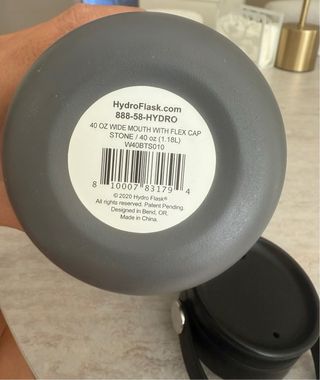 HydroFlask.com
888-58-HYDRO
40 OZ WIDE MOUTH WITH FLEX CAP
STONE / 40 oz (1.18L)
W40BTS010
8 10007 83179 4
© 2020 Hydro Flask®
All rights reserved. Patent Pending.
Designed in Bend, OR.
Made in China.